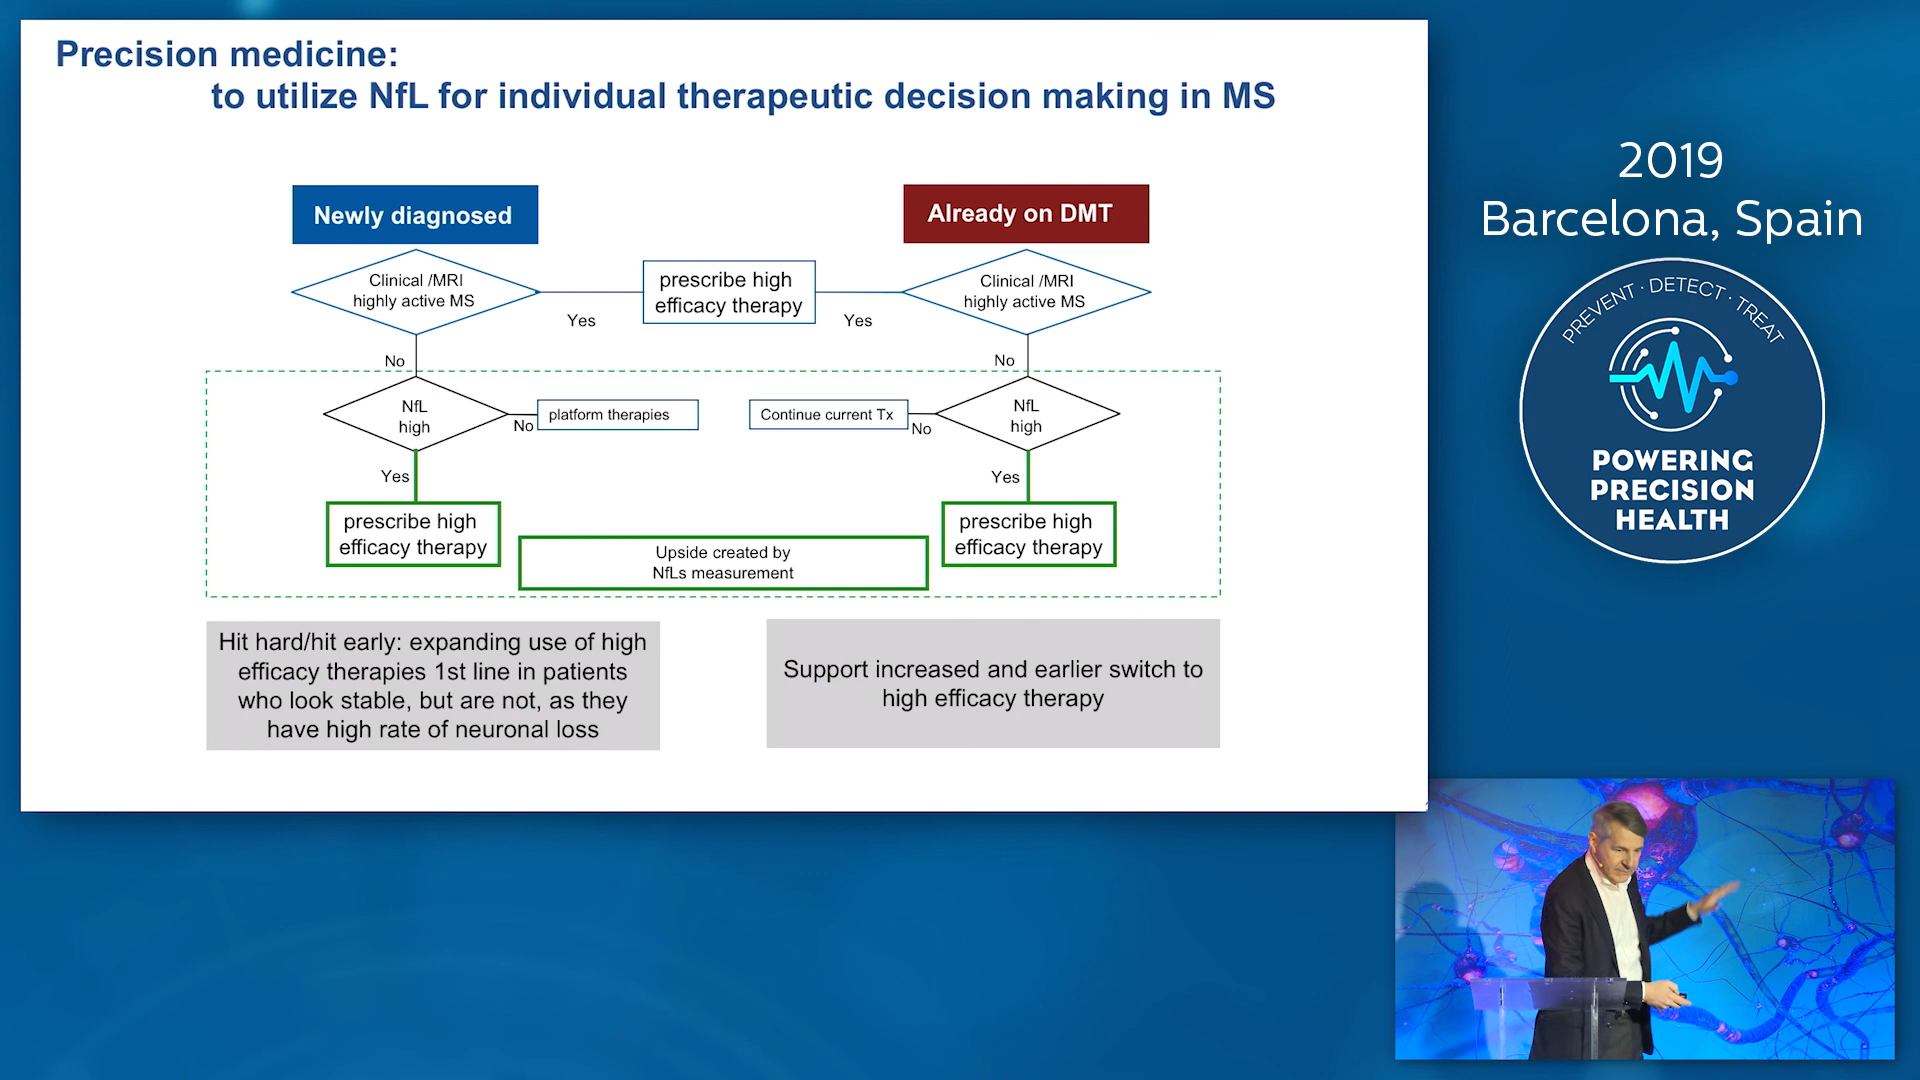 Precision medicine:
to utilize NfL for individual therapeutic decision making in MS
Newly diagnosed
Already on DMT
Clinical /MRI
highly active MS
prescribe high
efficacy therapy
Clinical /MRI
highly active MS
Yes
Yes
No
No
NfL
high
No
platform therapies
Continue current Tx
No
NfL
high
Yes
Yes
prescribe high
efficacy therapy
Upside created by
NfLs measurement
prescribe high
efficacy therapy
Hit hard/hit early: expanding use of high
efficacy therapies 1st line in patients
who look stable, but are not, as they
have high rate of neuronal loss
Support increased and earlier switch to
high efficacy therapy
2019
Barcelona, Spain
PREVENT · DETECT · TREAT
POWERING
PRECISION
HEALTH